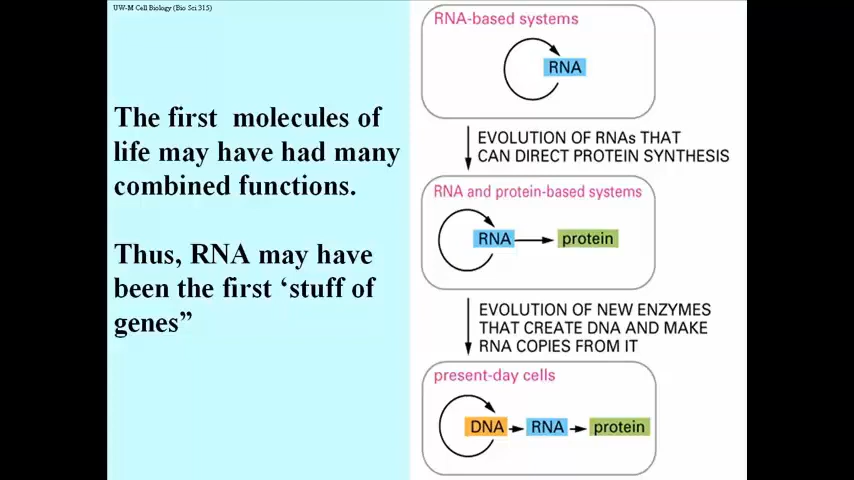 UW-M Cell Biology (Bio Sci 315)
The first molecules of
life may have had many
combined functions.
Thus, RNA may have
been the first ‘stuff of
genes”
RNA-based systems
RNA
EVOLUTION OF RNAs THAT
CAN DIRECT PROTEIN SYNTHESIS
RNA and protein-based systems
RNA protein
EVOLUTION OF NEW ENZYMES
THAT CREATE DNA AND MAKE
RNA COPIES FROM IT
present-day cells
DNA RNA protein